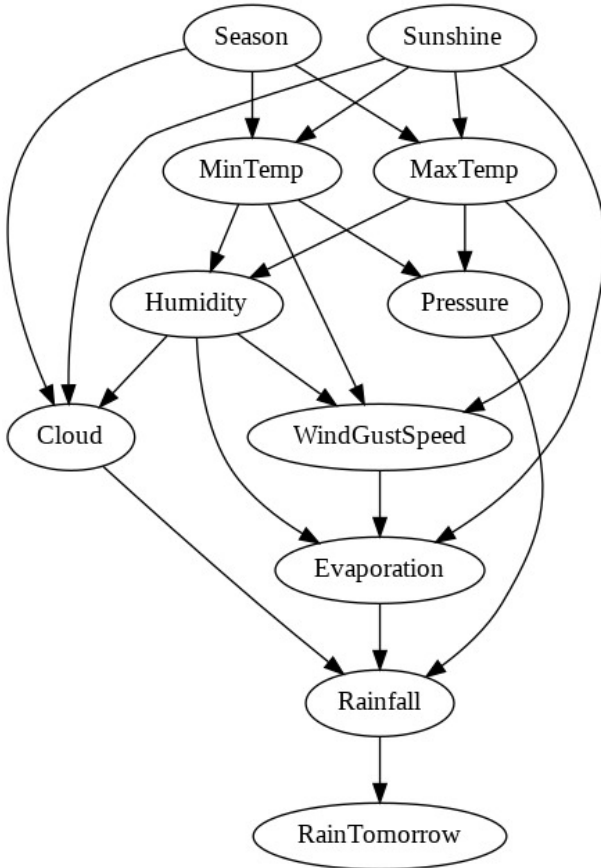 Season
Sunshine
MinTemp
MaxTemp
Humidity
Pressure
Cloud
WindGustSpeed
Evaporation
Rainfall
RainTomorrow